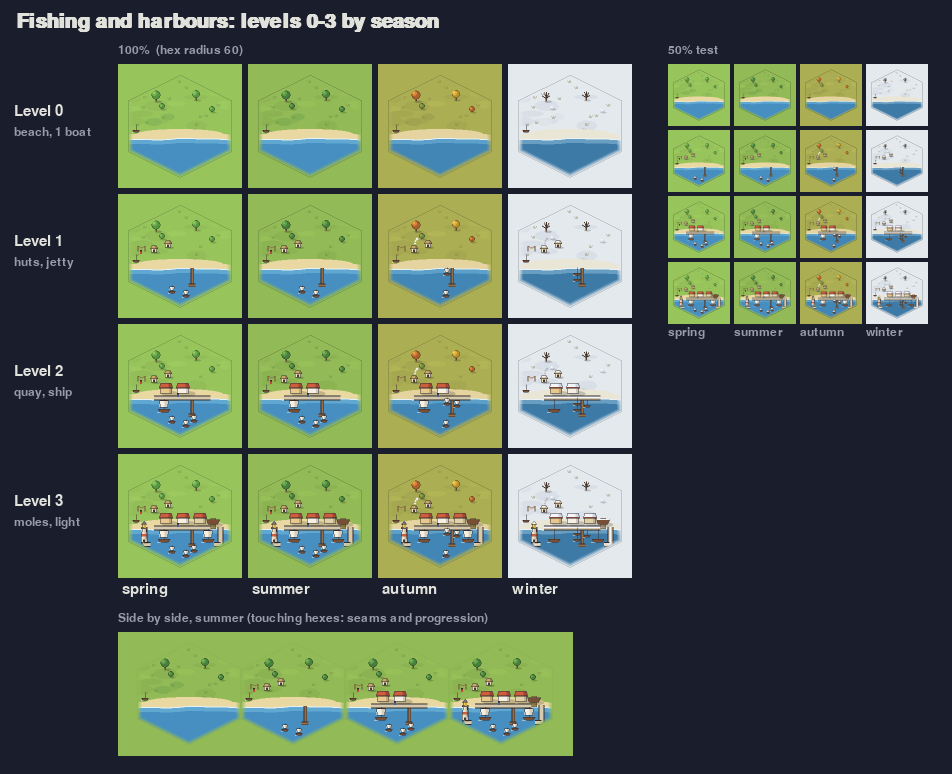 Fishing and harbours: levels 0-3 by season
100% (hex radius 60)
50% test
Level 0
beach, 1 boat
Level 1
huts, jetty
Level 2
quay, ship
Level 3
moles, light
spring summer autumn winter
spring summer autumn winter
Side by side, summer (touching hexes: seams and progression)